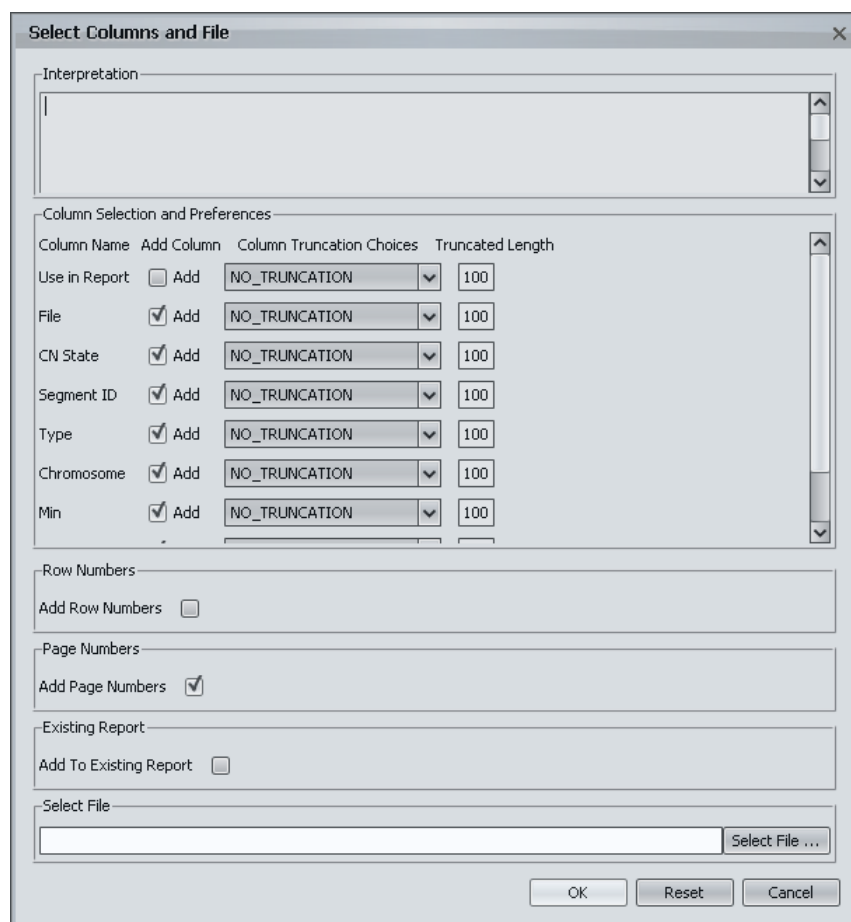 Select Columns and File
Interpretation
Column Selection and Preferences
Column Name Add Column Column Truncation Choices Truncated Length
Use in Report Add NO_TRUNCATION 100
File Add NO_TRUNCATION 100
CN State Add NO_TRUNCATION 100
Segment ID Add NO_TRUNCATION 100
Type Add NO_TRUNCATION 100
Chromosome Add NO_TRUNCATION 100
Min Add NO_TRUNCATION 100
Row Numbers
Add Row Numbers
Page Numbers
Add Page Numbers
Existing Report
Add To Existing Report
Select File
Select File ...
OK Reset Cancel